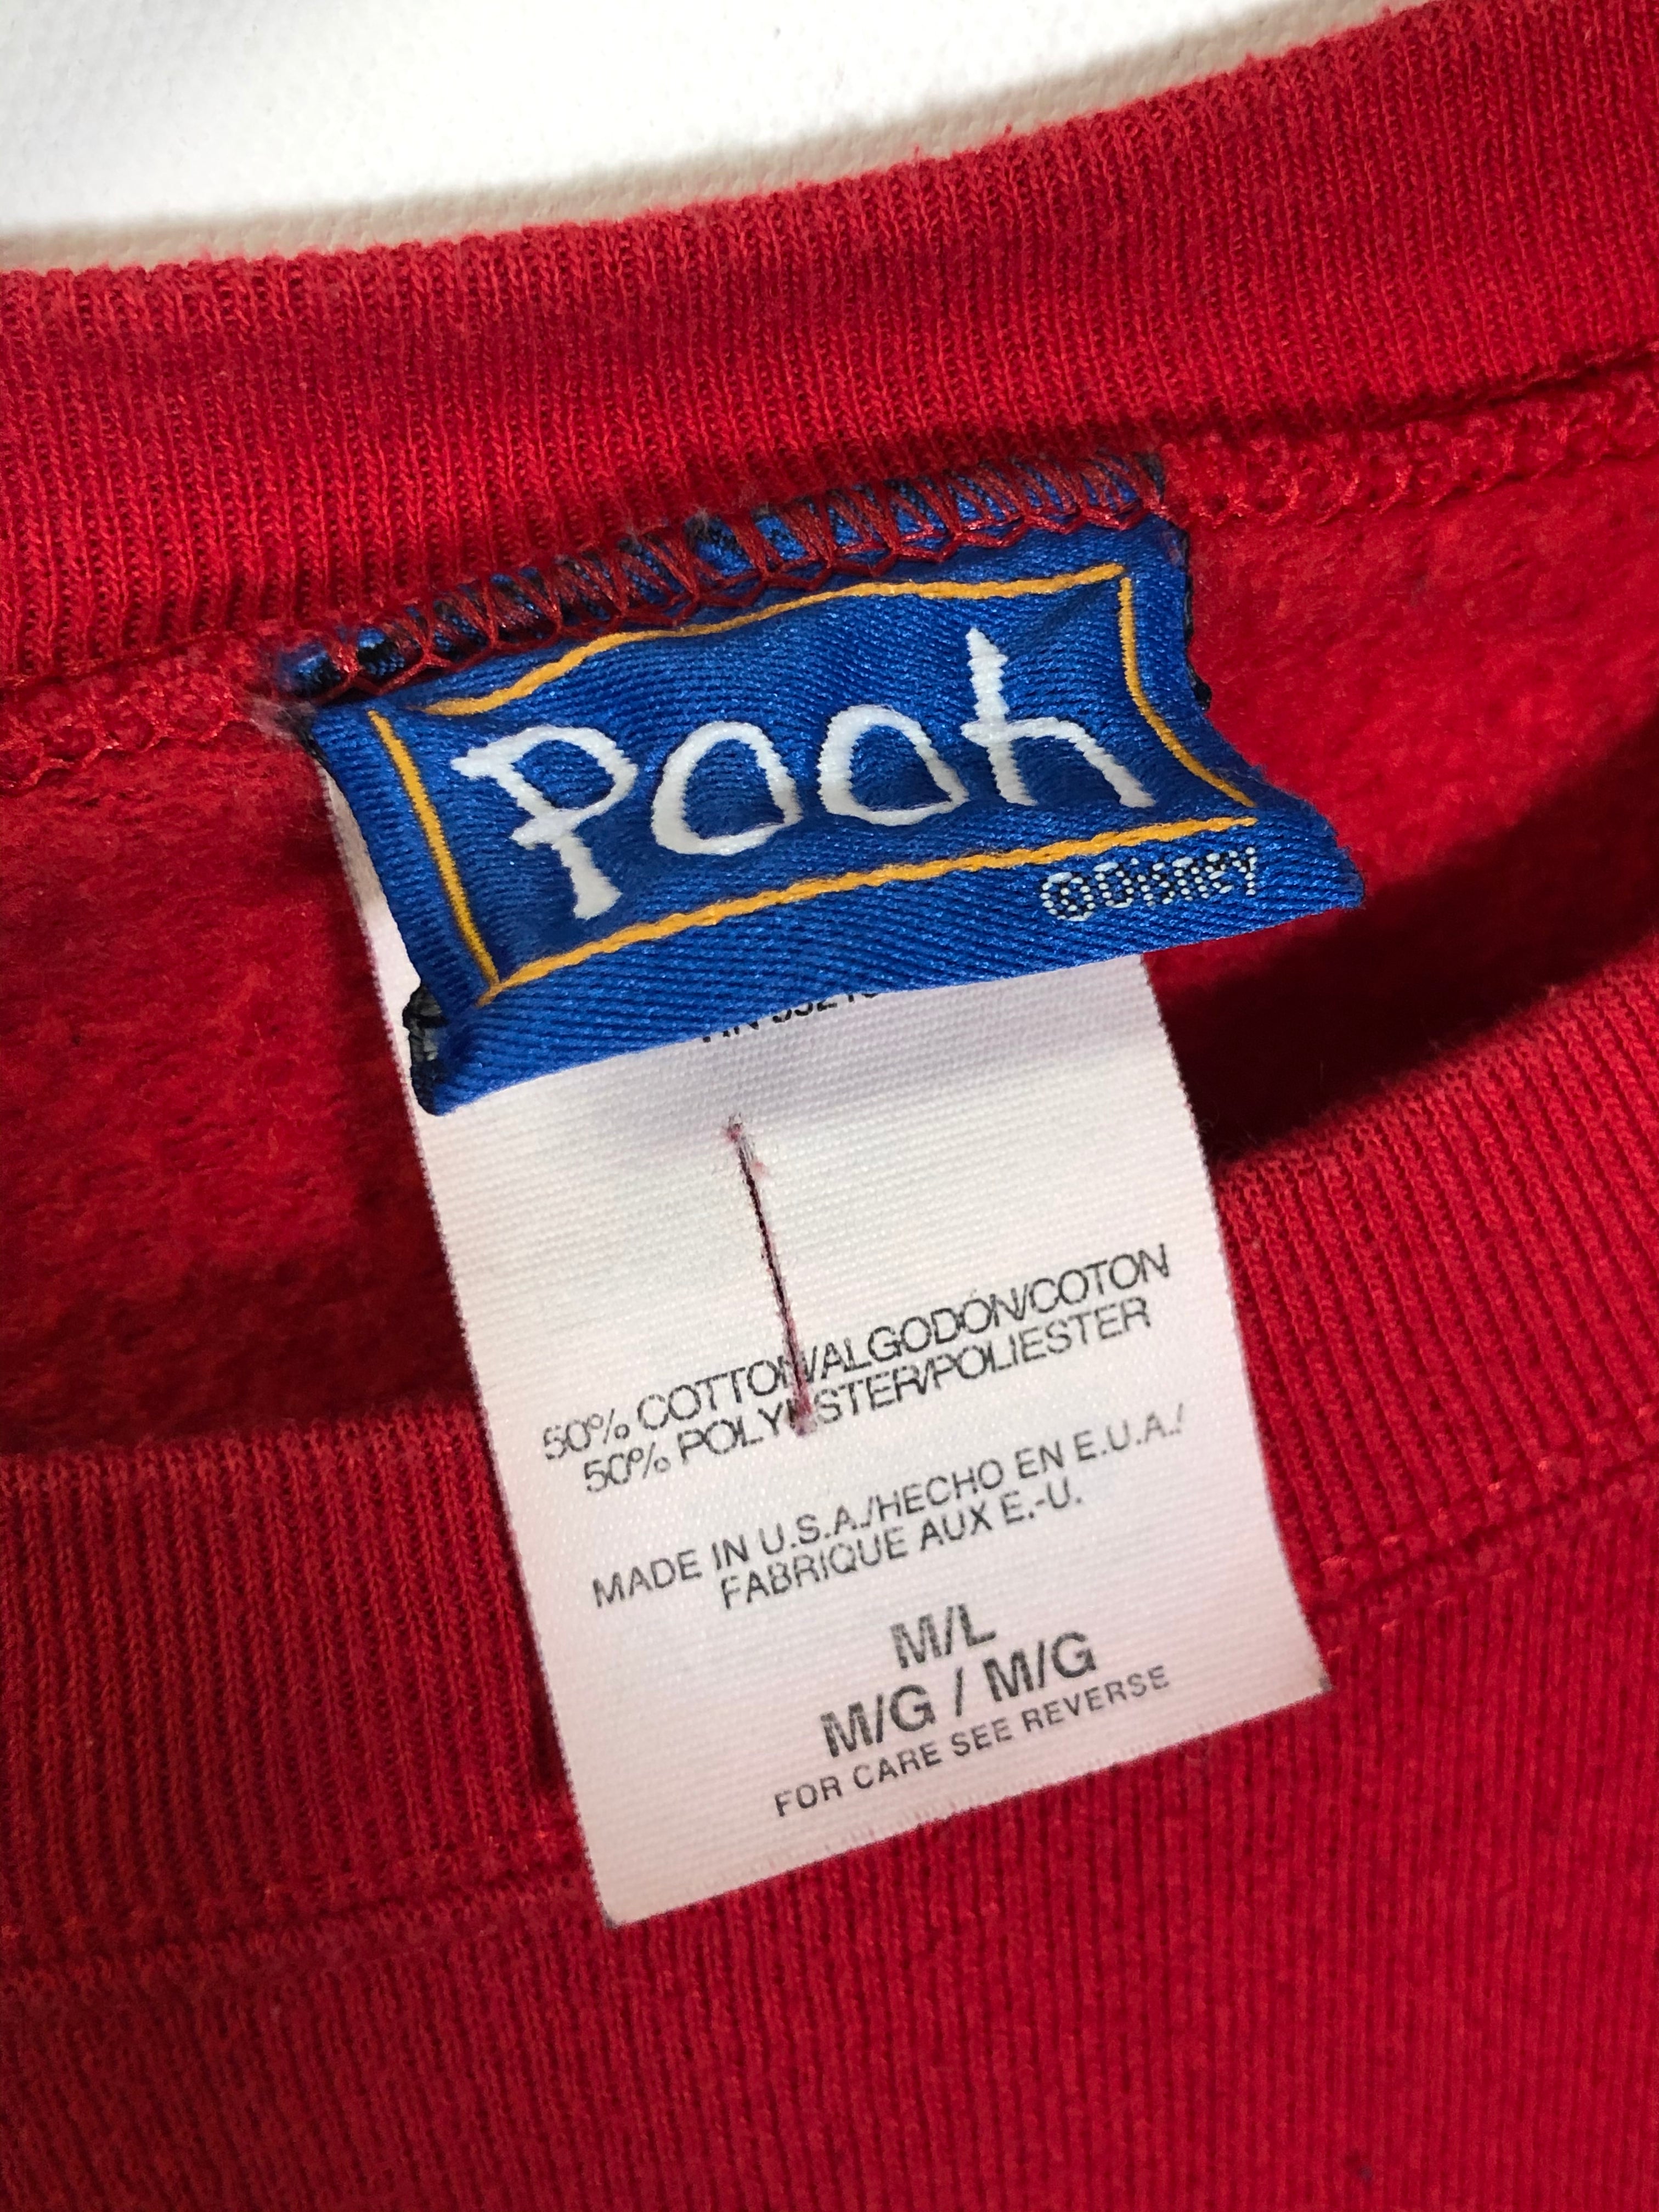 Pooh
©Disney
50% COTTON/ALGODÓN/COTON
50% POLYESTER/POLIESTER
MADE IN U.S.A./HECHO EN E.U.A./
FABRIQUE AUX E.-U.
M/L
M/G / M/G
FOR CARE SEE REVERSE